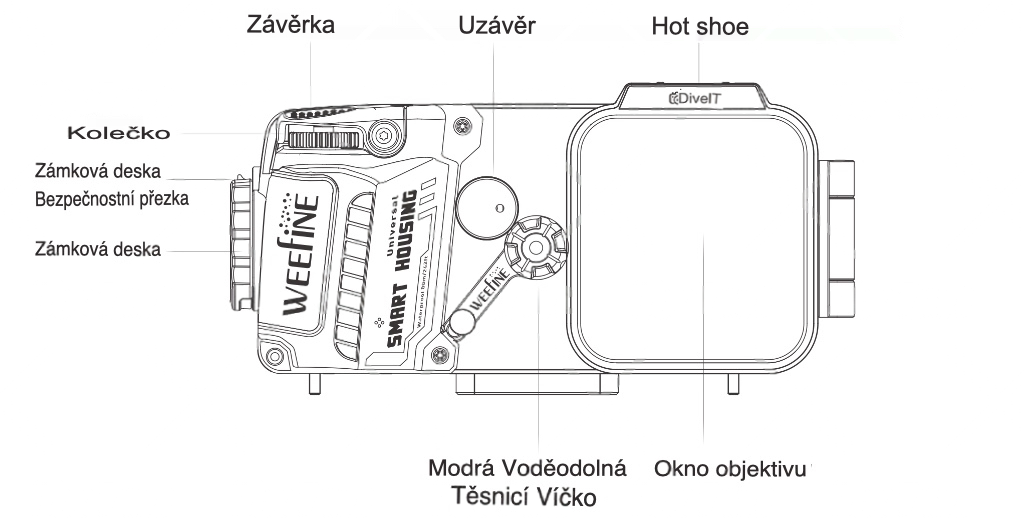 Závěrka
Uzávěr
Hot shoe
DiveIT
Kolečko
Zámková deska
Bezpečnostní přezka
Zámková deska
WEEFINE
SMART HOUSING
Universal
WEEFINE
Modrá Voděodolná
Těsnicí Víčko
Okno objektivu